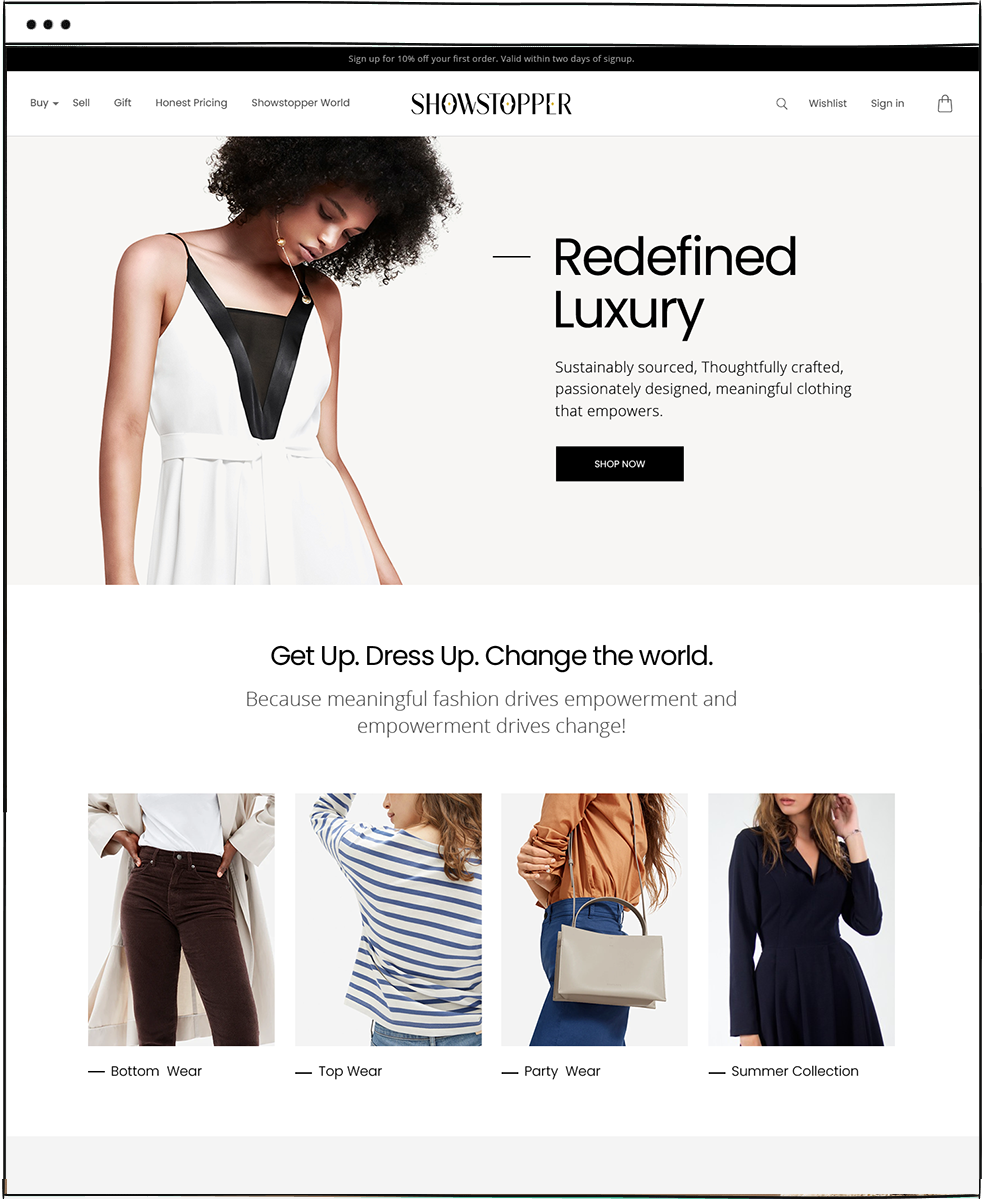 Sign up for 10% off your first order. Valid within two days of signup.
Buy Sell Gift Honest Pricing Showstopper World SHOWSTOPPER Wishlist Sign in
Redefined
Luxury
Sustainably sourced, Thoughtfully crafted,
passionately designed, meaningful clothing
that empowers.
SHOP NOW
Get Up. Dress Up. Change the world.
Because meaningful fashion drives empowerment and
empowerment drives change!
Bottom Wear Top Wear Party Wear Summer Collection